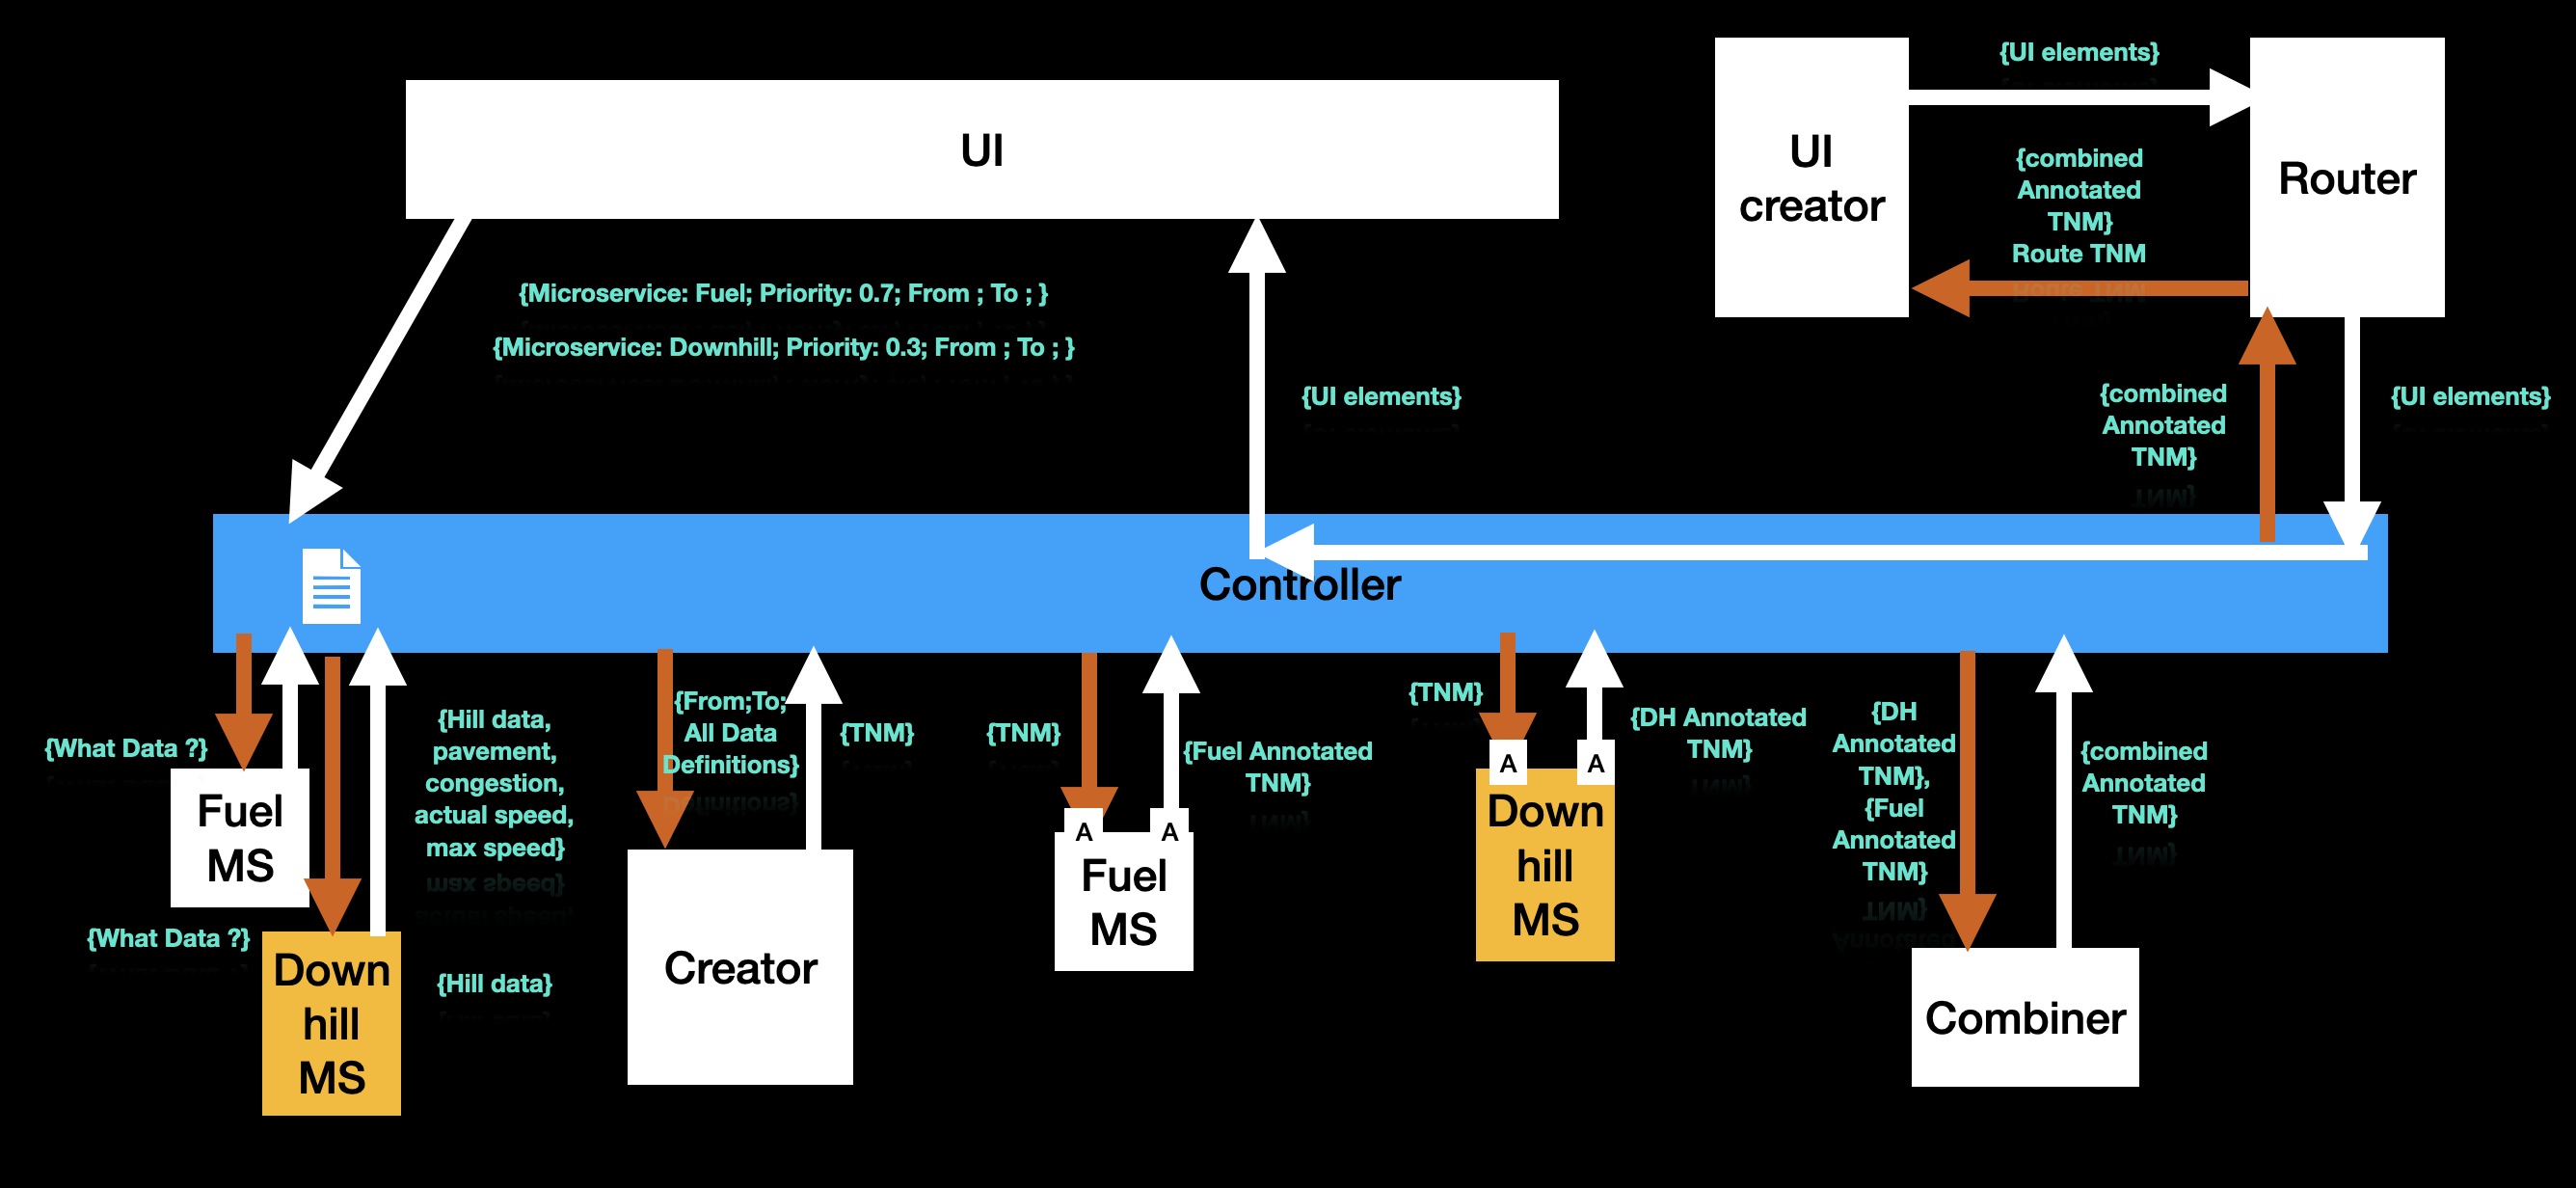 UI
UI
creator
{UI elements}
Router
{combined
Annotated
TNM}
Route TNM
{Microservice: Fuel; Priority: 0.7; From ; To ; }
{Microservice: Downhill; Priority: 0.3; From ; To ; }
{UI elements}
{combined
Annotated
TNM}
{UI elements}
Controller
{What Data ?}
Fuel
MS
{Hill data,
pavement,
congestion,
actual speed,
max speed}
{What Data ?}
Down
hill
MS
{Hill data}
{From;To;
All Data
Definitions}
{TNM}
Creator
{TNM}
{Fuel Annotated
TNM}
A
A
Fuel
MS
{TNM}
{DH Annotated
TNM}
A
A
Down
hill
MS
{DH
Annotated
TNM},
{Fuel
Annotated
TNM}
{combined
Annotated
TNM}
Combiner